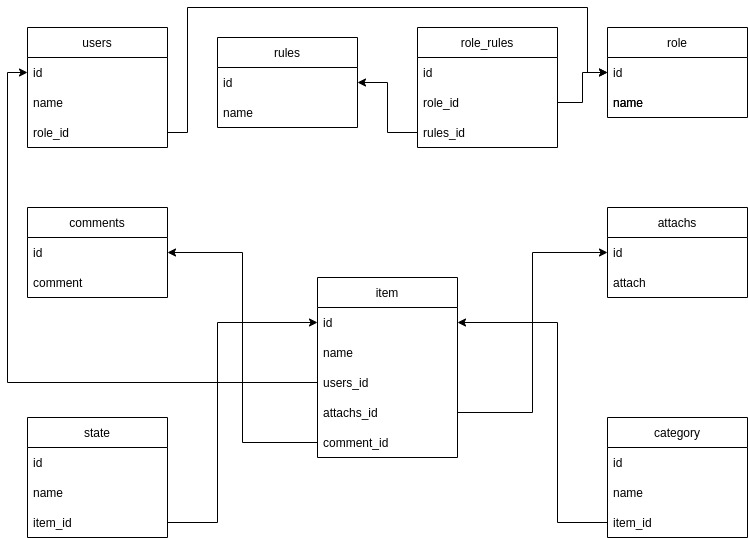 users
id
name
role_id
rules
id
name
role_rules
id
role_id
rules_id
role
id
name
comments
id
comment
attachs
id
attach
item
id
name
users_id
attachs_id
comment_id
state
id
name
item_id
category
id
name
item_id